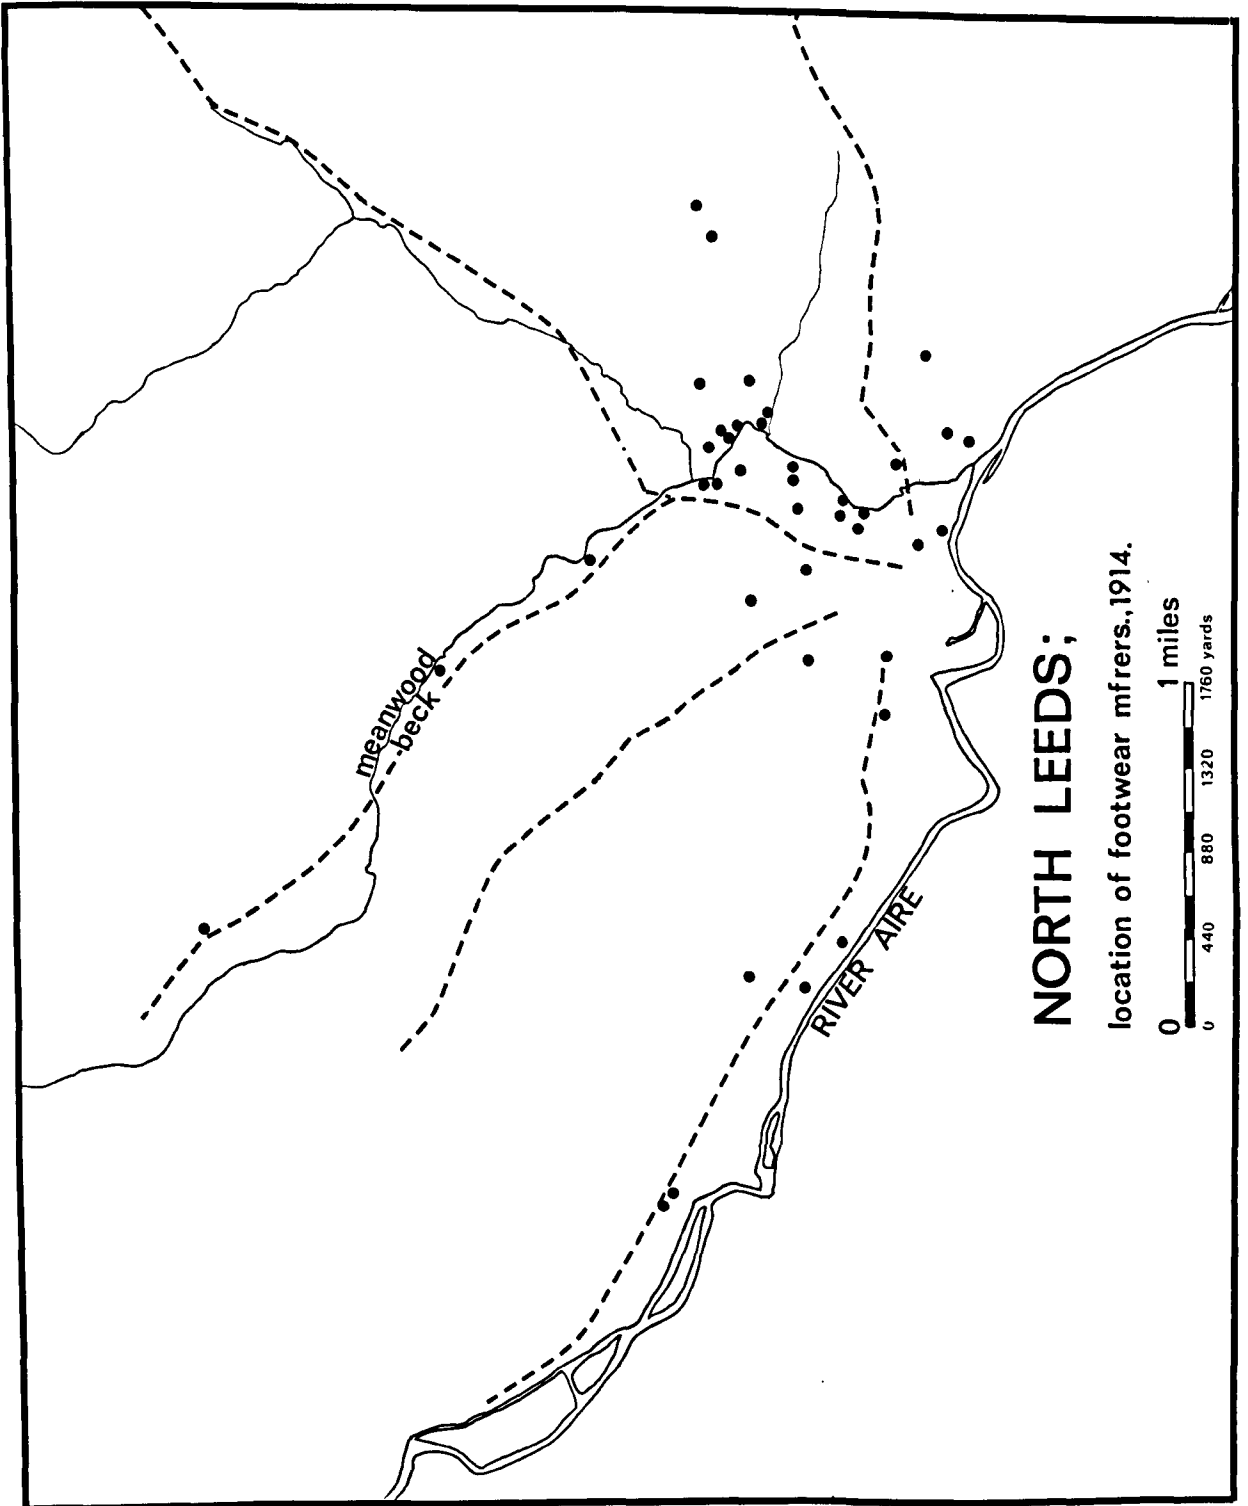 meanwood
beck
RIVER AIRE
NORTH LEEDS;
location of footwear mfrers.,1914.
0 1 miles
0 440 880 1320 1760 yards